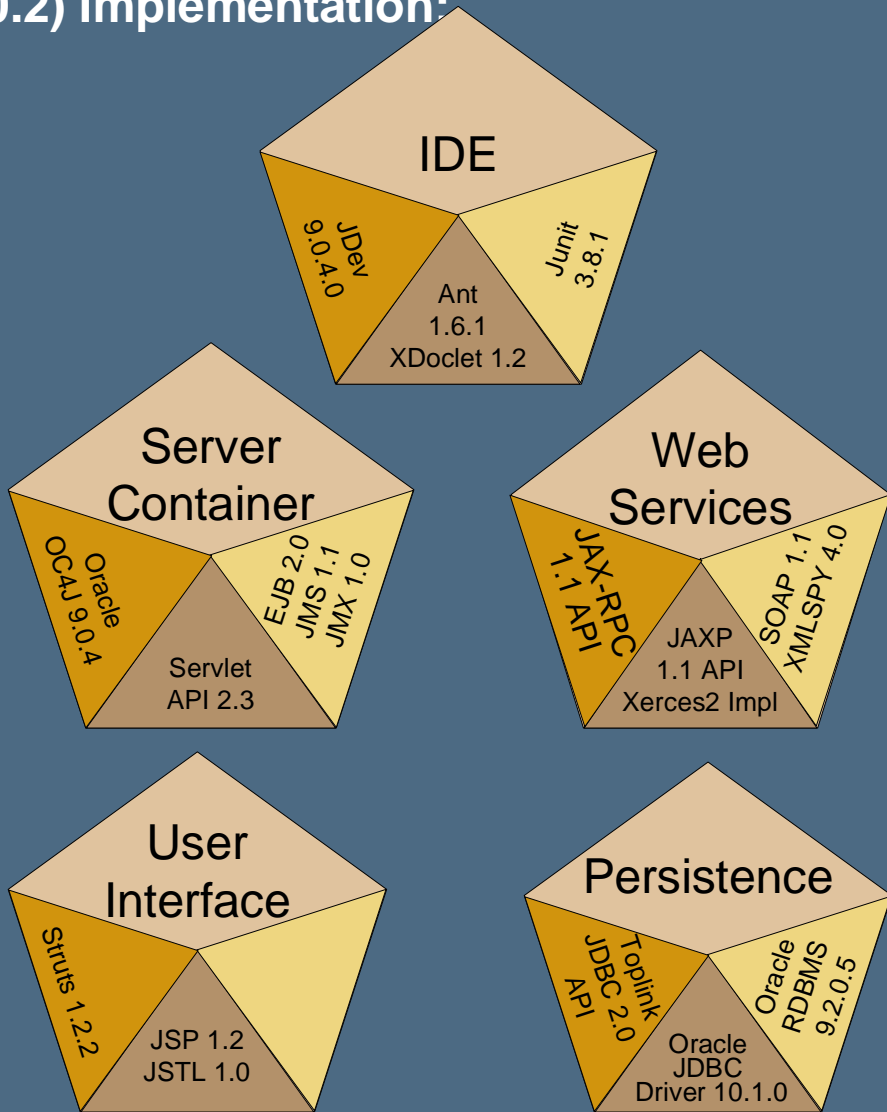 0.2) Implementation:
IDE
JDev
9.0.4.0
Ant
1.6.1
XDoclet 1.2
Junit
3.8.1
Server
Container
Oracle
OC4J 9.0.4
Servlet
API 2.3
EJB 2.0
JMS 1.1
JMX 1.0
Web
Services
JAX-RPC
1.1 API
JAXP
1.1 API
Xerces2 Impl
SOAP 1.1
XMLSPY 4.0
User
Interface
Struts 1.2.2
JSP 1.2
JSTL 1.0
Persistence
Toplink
JDBC 2.0
API
Oracle
JDBC
Driver 10.1.0
Oracle
RDBMS
9.2.0.5